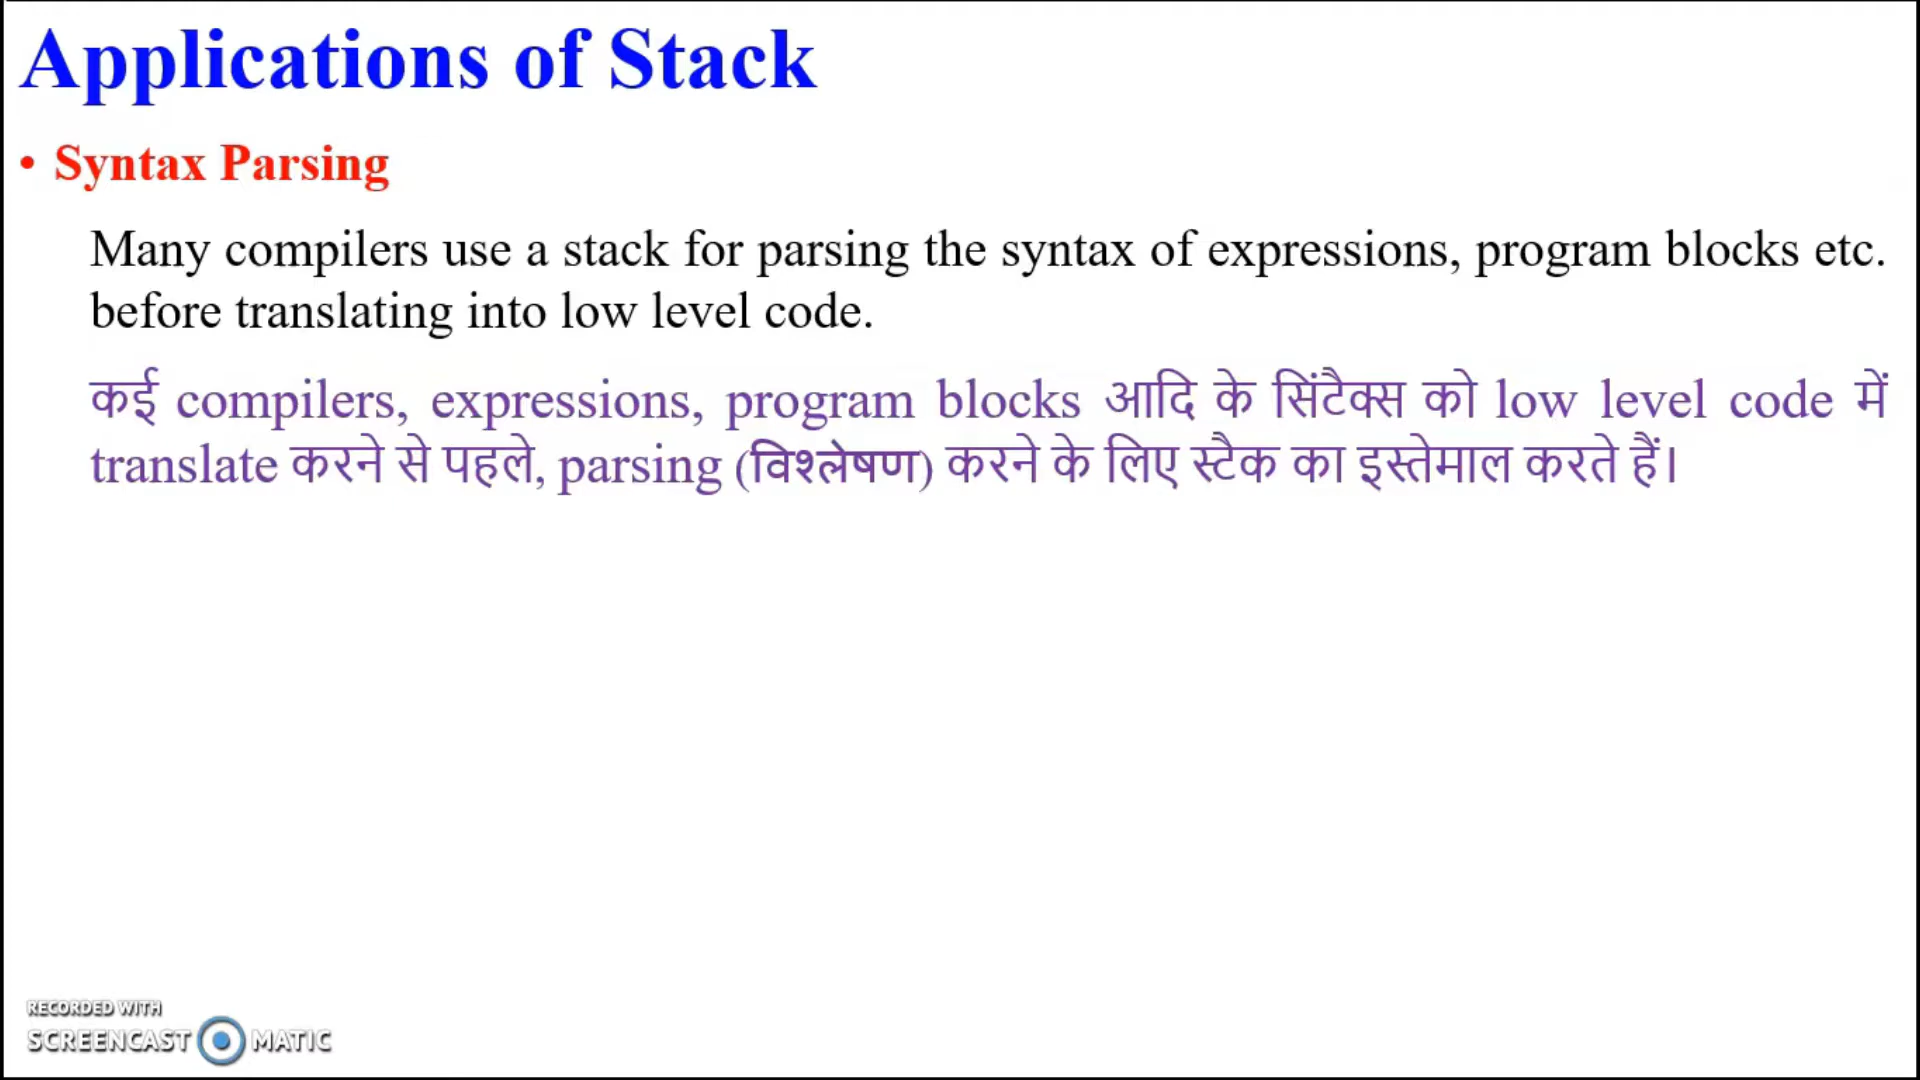 Applications of Stack
• Syntax Parsing
Many compilers use a stack for parsing the syntax of expressions, program blocks etc.
before translating into low level code.
कई compilers, expressions, program blocks आदि के सिंटैक्स को low level code में
translate करने से पहले, parsing (विश्लेषण) करने के लिए स्टैक का इस्तेमाल करते हैं।
RECORDED WITH
SCREENCAST MATIC